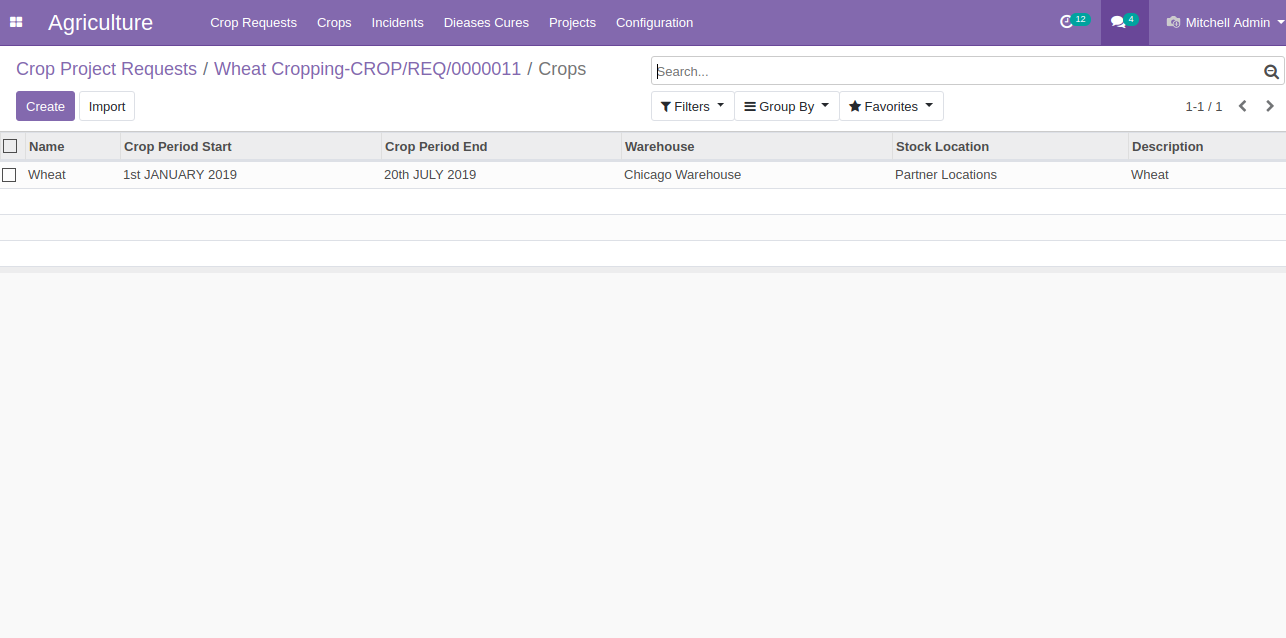 Agriculture Crop Requests Crops Incidents Dieases Cures Projects Configuration 12 4 Mitchell Admin
Crop Project Requests / Wheat Cropping-CROP/REQ/0000011 / Crops
Search...
Create Import Filters Group By Favorites 1-1 / 1
Name Crop Period Start Crop Period End Warehouse Stock Location Description
Wheat 1st JANUARY 2019 20th JULY 2019 Chicago Warehouse Partner Locations Wheat